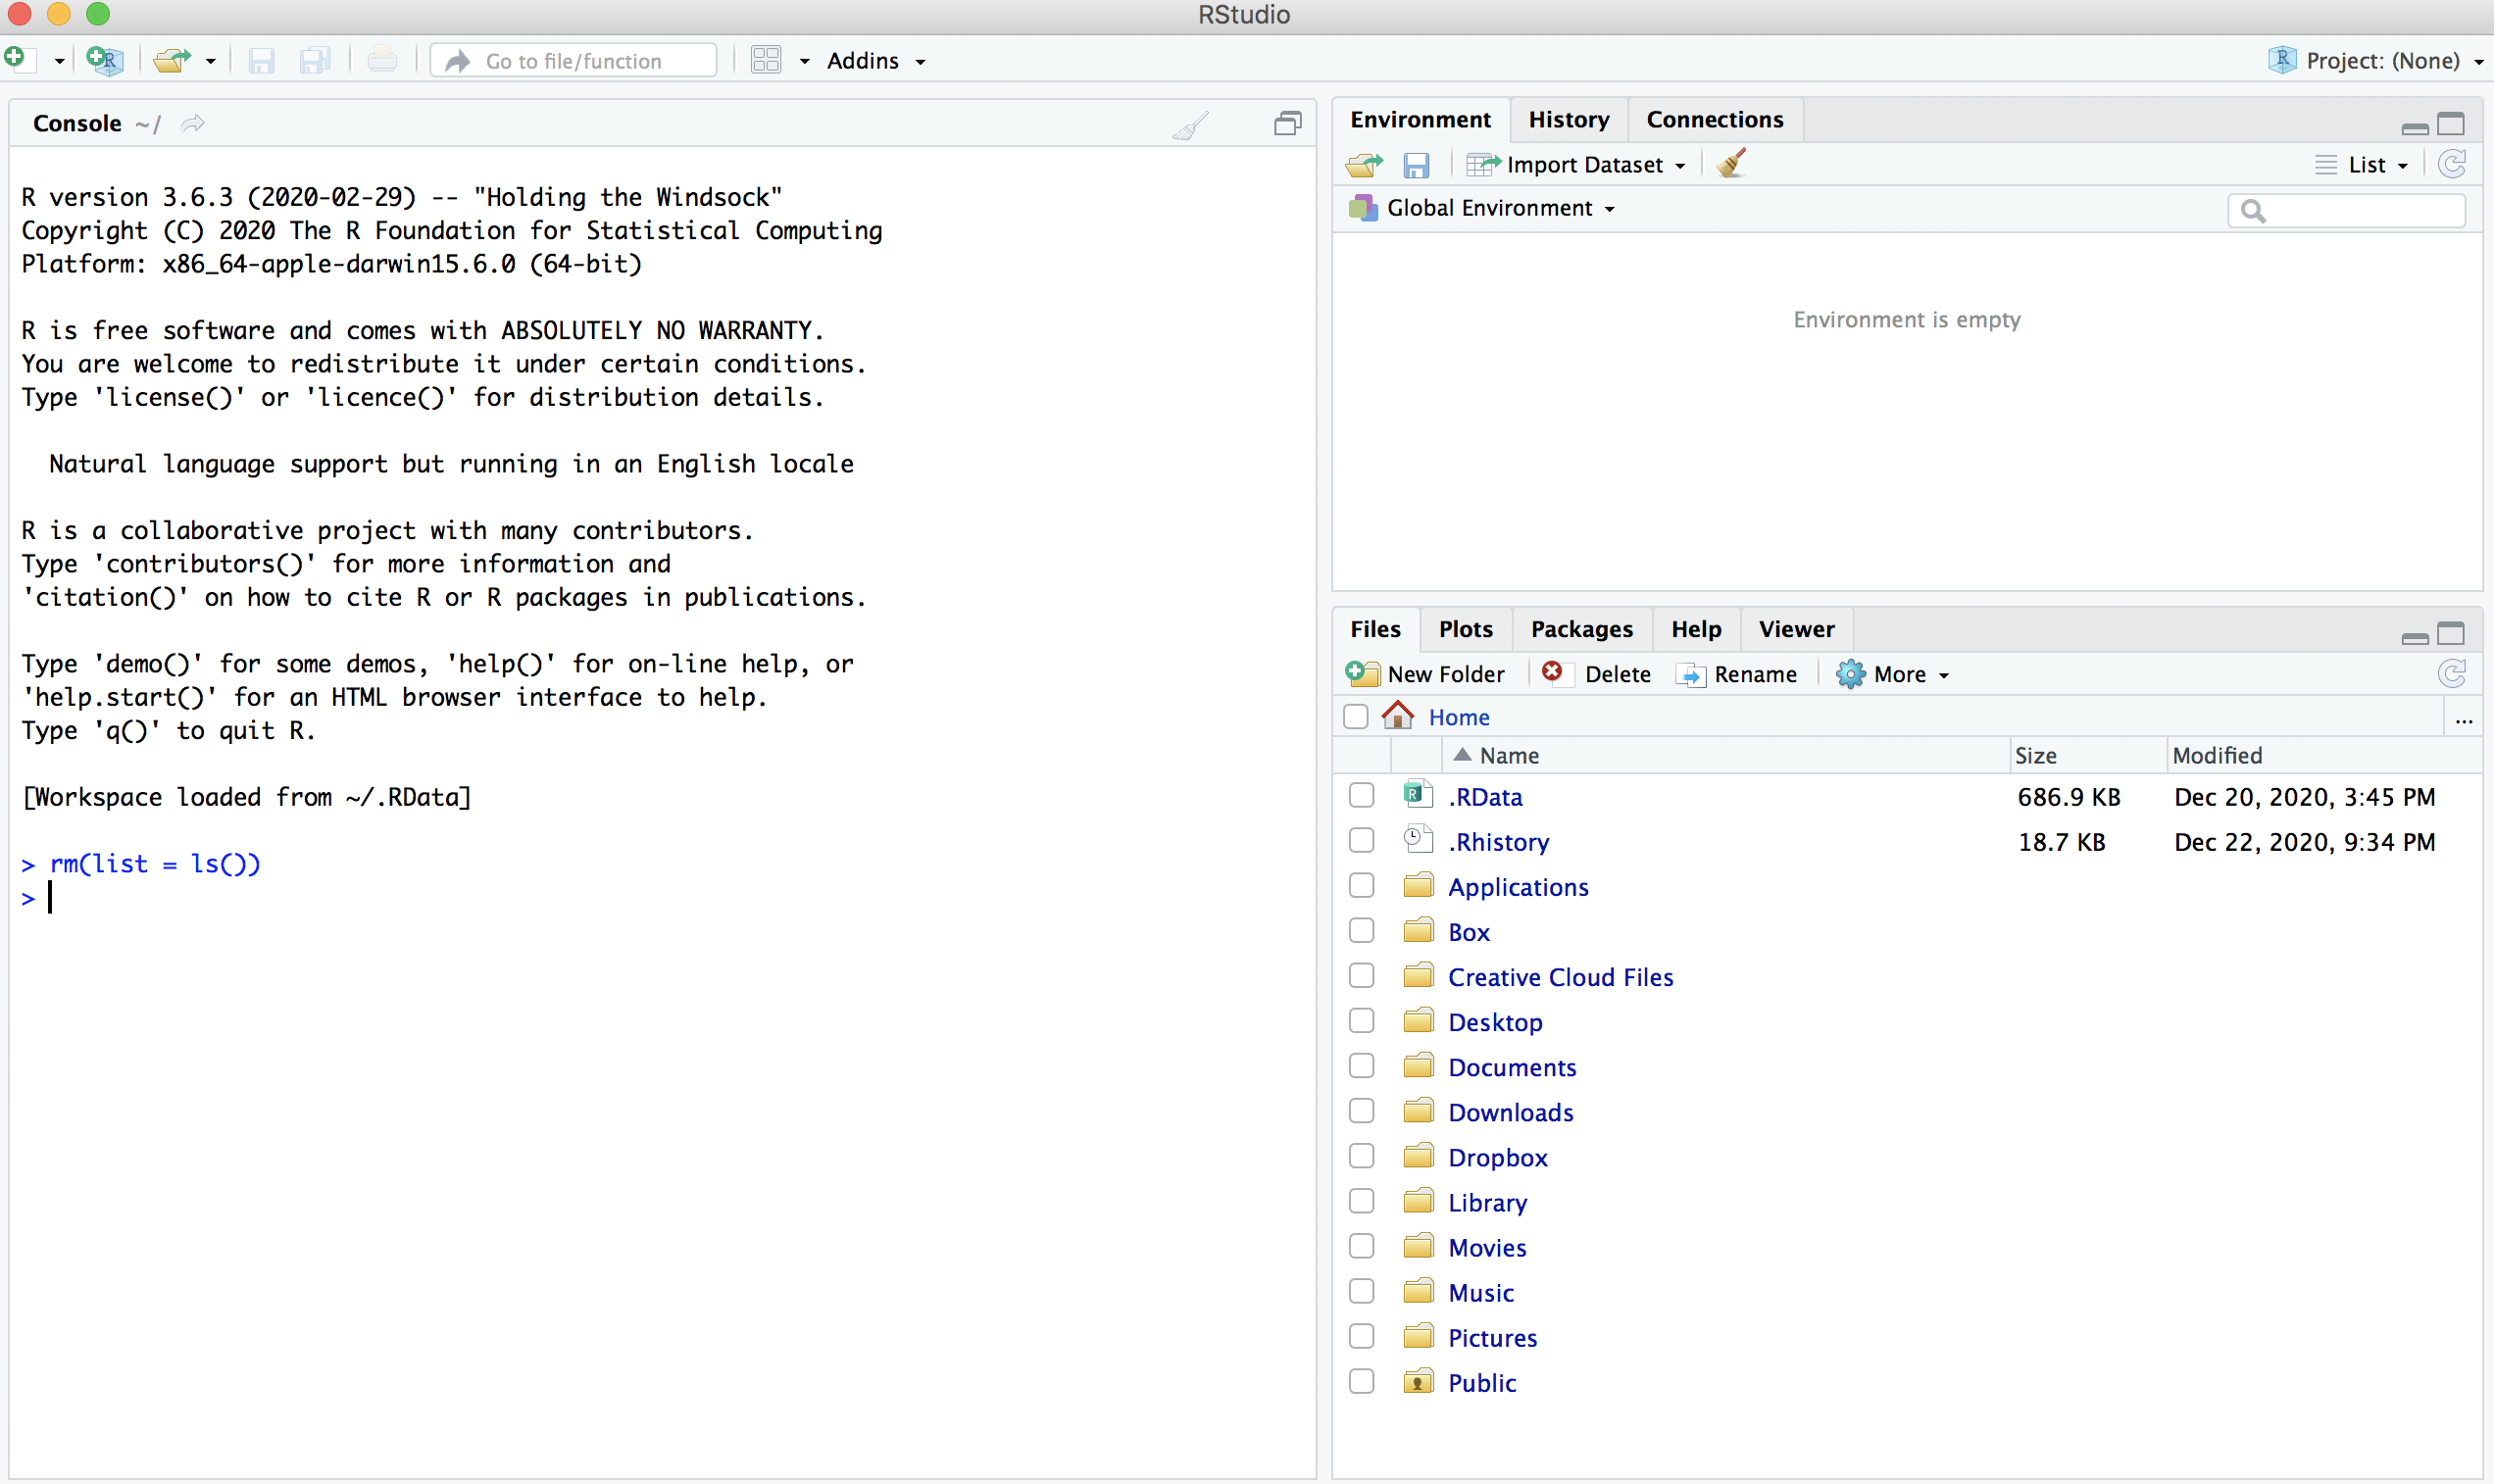 RStudio
Go to file/function
Addins
Project: (None)
Console ~/
R version 3.6.3 (2020-02-29) -- "Holding the Windsock"
Copyright (C) 2020 The R Foundation for Statistical Computing
Platform: x86_64-apple-darwin15.6.0 (64-bit)
R is free software and comes with ABSOLUTELY NO WARRANTY.
You are welcome to redistribute it under certain conditions.
Type 'license()' or 'licence()' for distribution details.
Natural language support but running in an English locale
R is a collaborative project with many contributors.
Type 'contributors()' for more information and
'citation()' on how to cite R or R packages in publications.
Type 'demo()' for some demos, 'help()' for on-line help, or
'help.start()' for an HTML browser interface to help.
Type 'q()' to quit R.
[Workspace loaded from ~/.RData]
> rm(list = ls())
>
Environment History Connections
Import Dataset List
Global Environment
Environment is empty
Files Plots Packages Help Viewer
New Folder Delete Rename More
Home ...
Name Size Modified
.RData 686.9 KB Dec 20, 2020, 3:45 PM
.Rhistory 18.7 KB Dec 22, 2020, 9:34 PM
Applications
Box
Creative Cloud Files
Desktop
Documents
Downloads
Dropbox
Library
Movies
Music
Pictures
Public